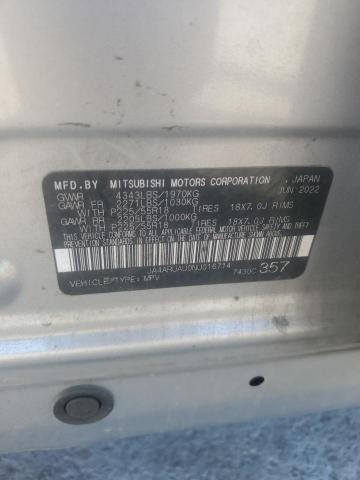 MFD.BY MITSUBISHI MOTORS CORPORATION . JAPAN
GVWR 4343LBS/1970KG JUN 2022
GAWR FR 2271LBS/1030KG
WITH P225/55R18 TIRES 18X7.0J RIMS
GAWR RR 2205LBS/1000KG
WITH P225/55R18 TIRES 18X7.0J RIMS
THIS VEHICLE CONFORMS TO ALL APPLICABLE FEDERAL MOTOR VEHICLE SAFETY AND THEFT PREVENTION STANDARDS IN EFFECT ON THE DATE OF MANUFACTURE SHOWN ABOVE.
JA4ARUAU0NU016714 7430C 357
VEHICLE TYPE: MPV